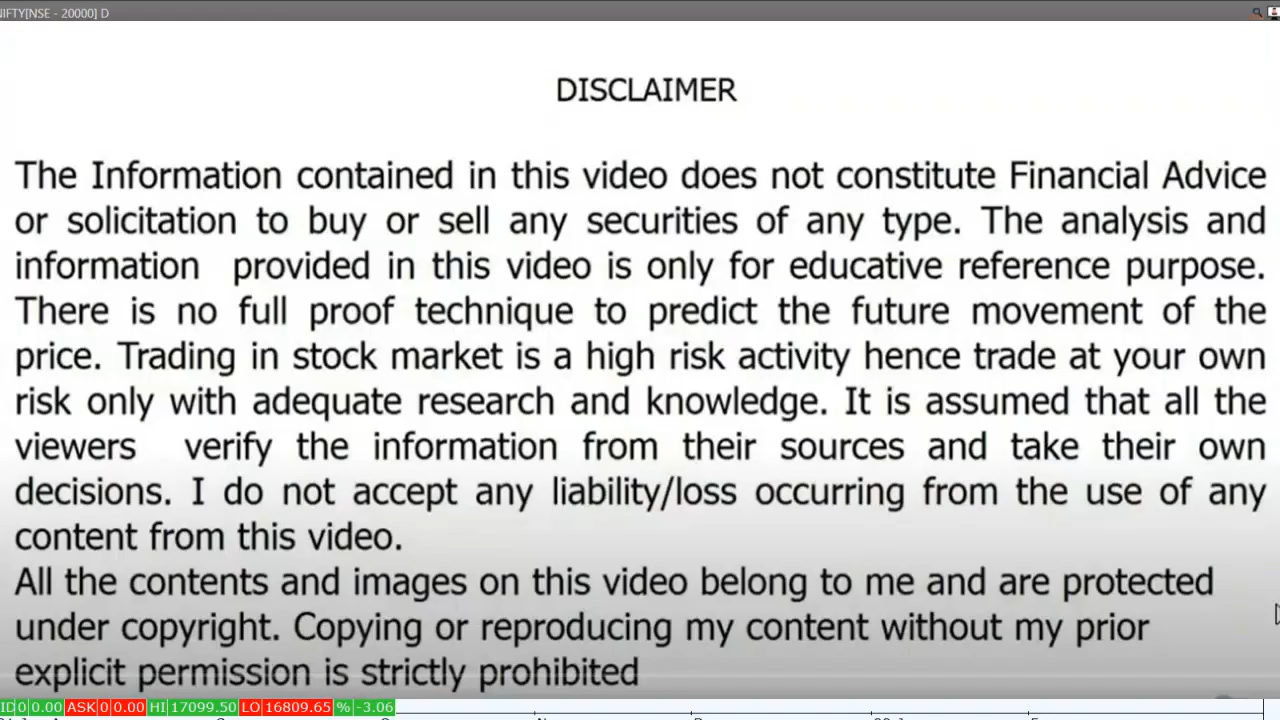 NIFTY[NSE - 20000] D
DISCLAIMER
The Information contained in this video does not constitute Financial Advice
or solicitation to buy or sell any securities of any type. The analysis and
information provided in this video is only for educative reference purpose.
There is no full proof technique to predict the future movement of the
price. Trading in stock market is a high risk activity hence trade at your own
risk only with adequate research and knowledge. It is assumed that all the
viewers verify the information from their sources and take their own
decisions. I do not accept any liability/loss occurring from the use of any
content from this video.
All the contents and images on this video belong to me and are protected
under copyright. Copying or reproducing my content without my prior
explicit permission is strictly prohibited
ID 0 0.00 ASK 0 0.00 HI 17099.50 LO 16809.65 % -3.06